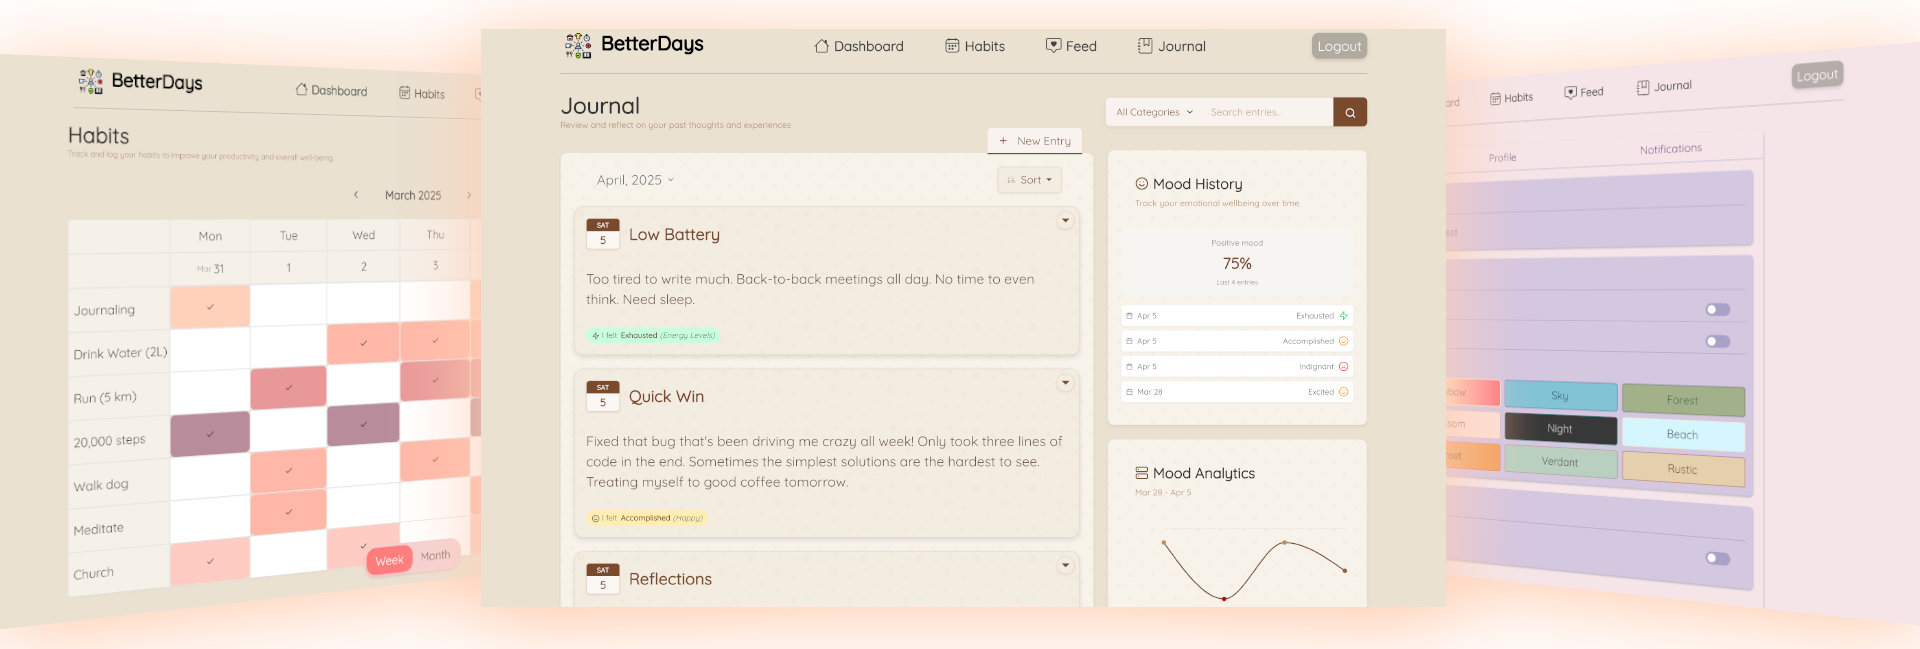 BetterDays
Dashboard
Habits
Habits
Track and log your habits to improve your productivity and overall well-being
March 2025
Mon Tue Wed Thu
Mar 31 1 2 3
Journaling
Drink Water (2L)
Run (5 km)
20,000 steps
Walk dog
Meditate
Church
Week Month
BetterDays
Dashboard
Habits
Feed
Journal
Logout
Journal
Review and reflect on your past thoughts and experiences
All Categories
Search entries...
+ New Entry
April, 2025
Sort
SAT
5
Low Battery
Too tired to write much. Back-to-back meetings all day. No time to even
think. Need sleep.
I felt Exhausted (Energy Levels)
SAT
5
Quick Win
Fixed that bug that's been driving me crazy all week! Only took three lines of
code in the end. Sometimes the simplest solutions are the hardest to see.
Treating myself to good coffee tomorrow.
I felt Accomplished (Happy)
SAT
5
Reflections
Mood History
Track your emotional wellbeing over time
Positive mood
75%
Last 4 entries
Apr 5 Exhausted
Apr 5 Accomplished
Apr 5 Indignant
Mar 28 Excited
Mood Analytics
Mar 28 - Apr 5
Habits
Feed
Journal
Logout
Profile
Notifications
Sky
Forest
Night
Beach
Verdant
Rustic